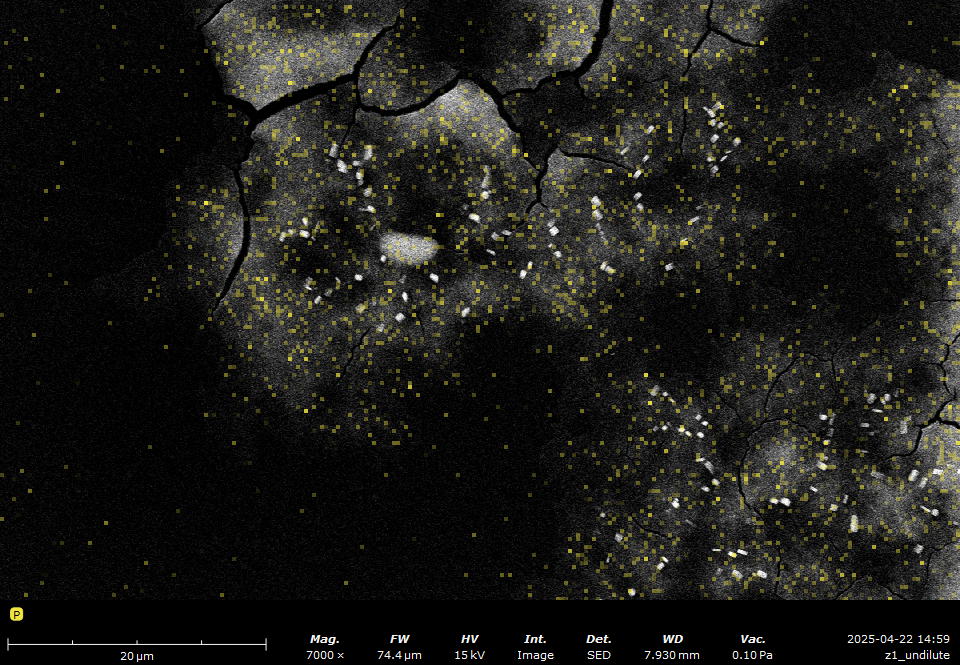 P
20 µm
Mag. FW HV Int. Det. WD Vac. 2025-04-22 14:59
7000 × 74.4 µm 15 kV Image SED 7.930 mm 0.10 Pa z1_undilute